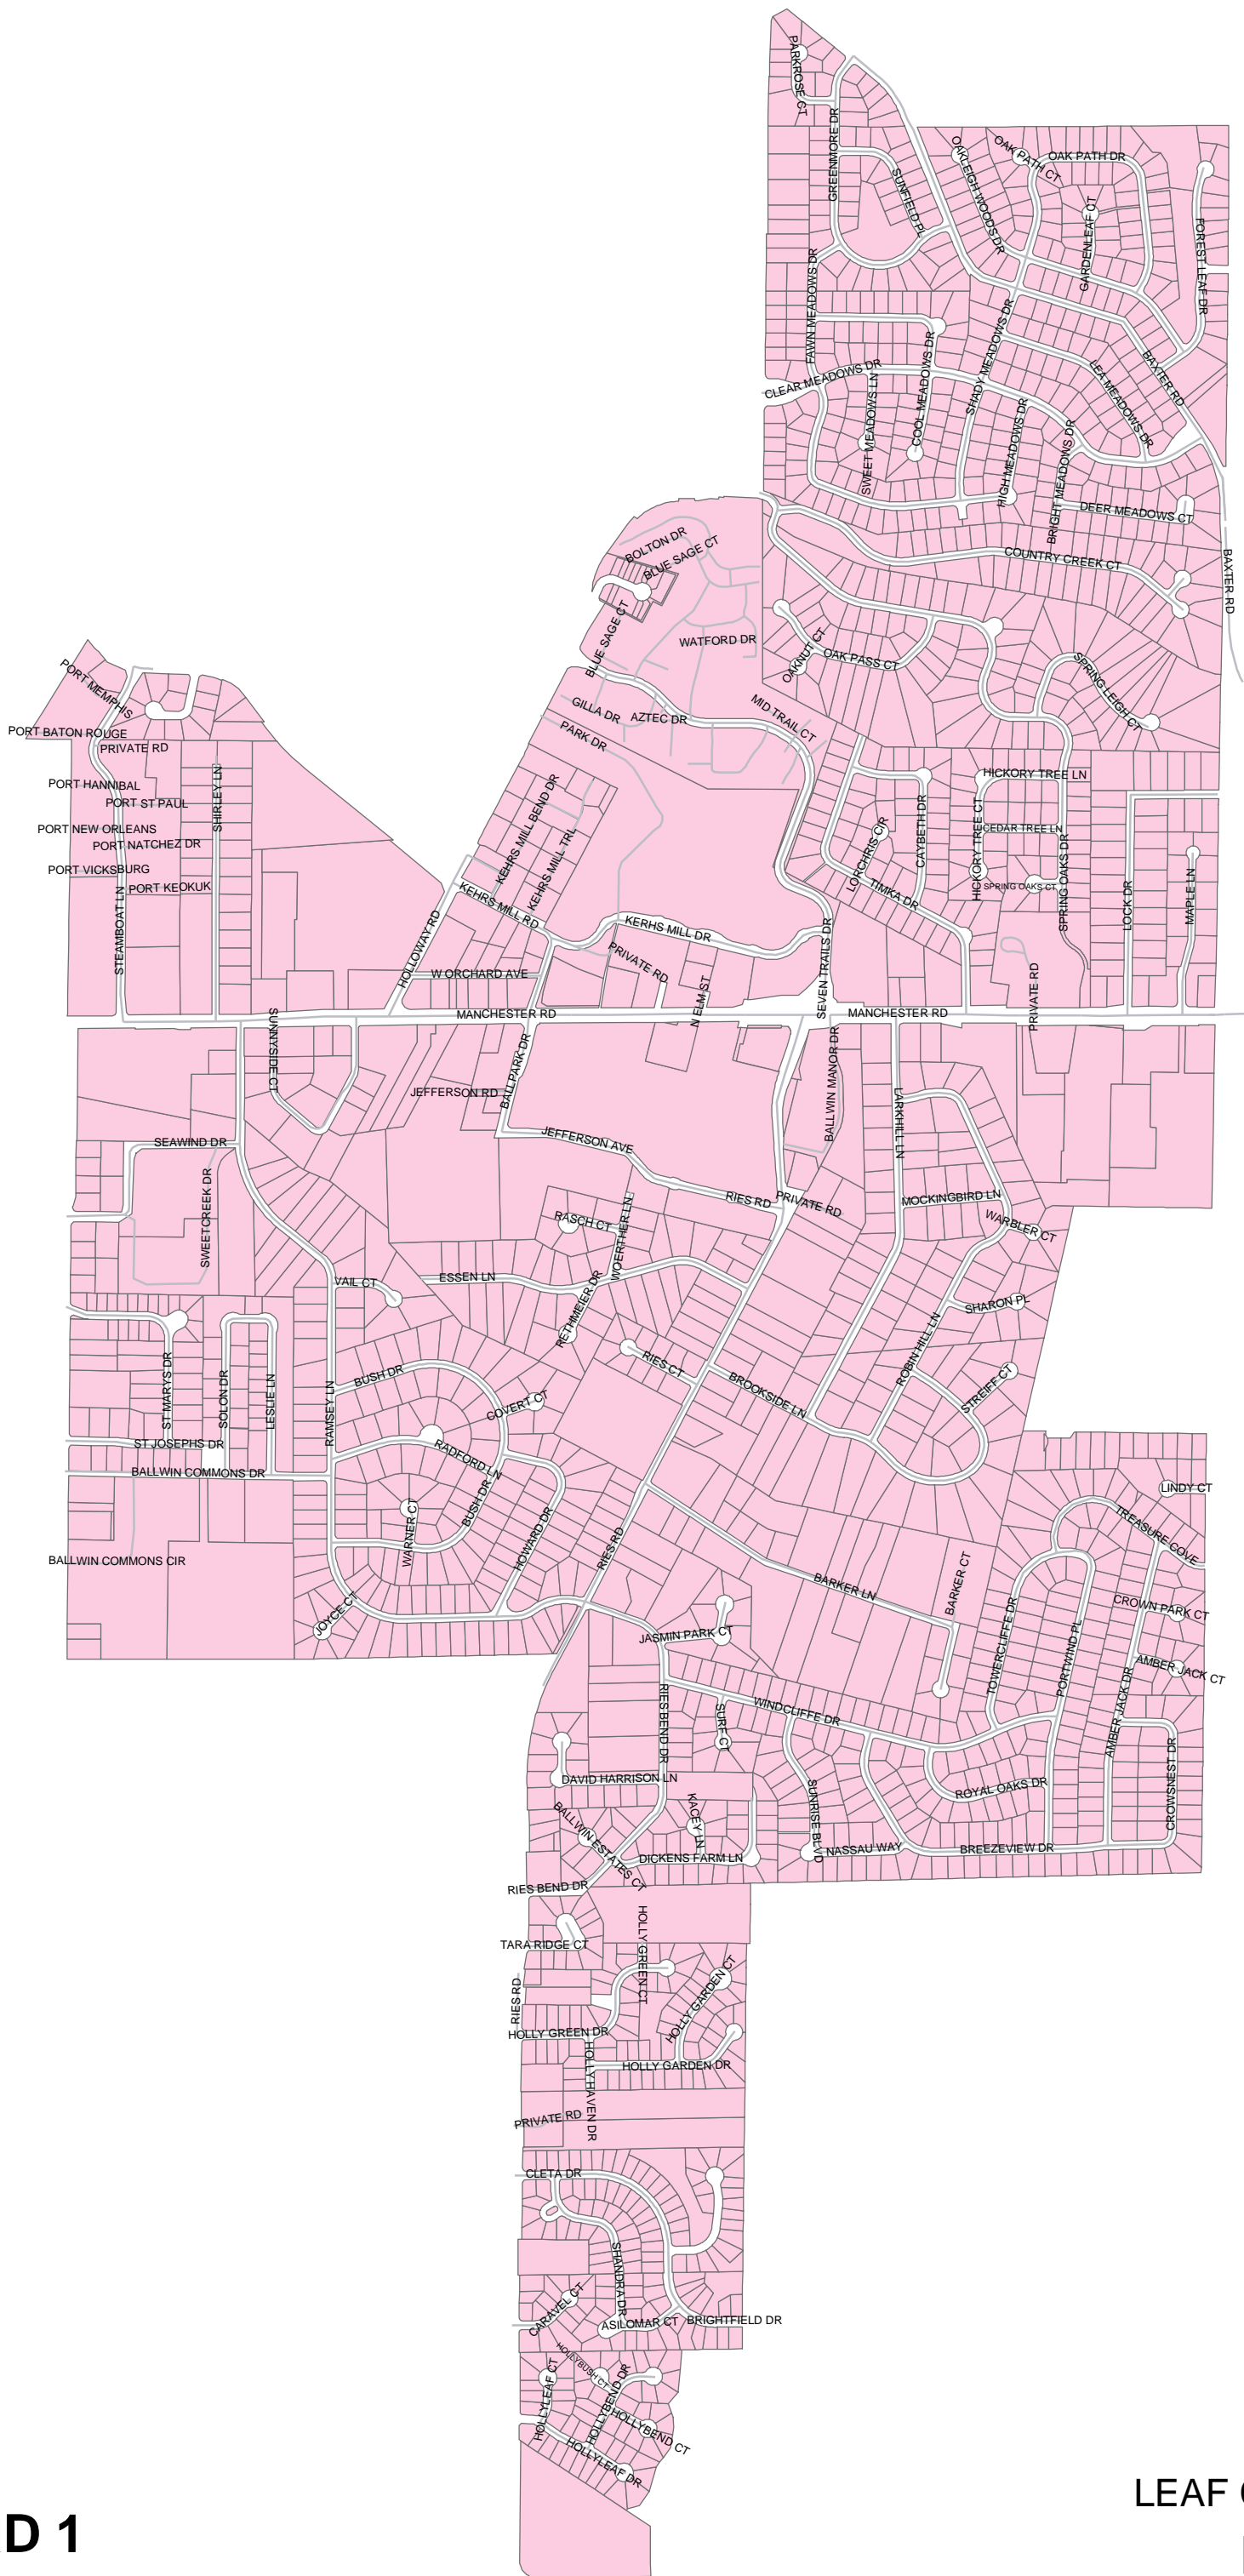 PARKROSE CT
GREENMORE DR
SUNFIELD PL
OAKLEIGH WOODS DR
OAK PATH CT
OAK PATH DR
GARDENLEAF CT
FOREST LEAF DR
FAWN MEADOWS DR
CLEAR MEADOWS DR
SWEET MEADOWS LN
COOL MEADOWS DR
SHADY MEADOWS DR
HIGH MEADOWS DR
LEA MEADOWS DR
BAXTER RD
BRIGHT MEADOWS DR
DEER MEADOWS CT
COUNTRY CREEK CT
BAXTER RD
BOLTON DR
BLUE SAGE CT
BLUE SAGE CT
WATFORD DR
OAKNUT CT
OAK PASS CT
SPRING LEIGH CT
GILLA DR
AZTEC DR
MID TRAIL CT
PARK DR
PORT MEMPHIS
PORT BATON ROUGE
PRIVATE RD
PORT HANNIBAL
PORT ST PAUL
PORT NEW ORLEANS
PORT NATCHEZ DR
PORT VICKSBURG
PORT KEOKUK
STEAMBOAT LN
SHIRLEY LN
KEHRS MILL BEND DR
KEHRS MILL TRL
KEHRS MILL RD
HOLLOWAY RD
W ORCHARD AVE
KERHS MILL DR
PRIVATE RD
N ELM ST
SEVEN TRAILS DR
LORCHRIS CIR
CAYBETH DR
TIMKA DR
HICKORY TREE LN
HICKORY TREE CT
CEDAR TREE LN
SPRING OAKS CT
SPRING OAKS DR
LOCK DR
MAPLE LN
PRIVATE RD
MANCHESTER RD
MANCHESTER RD
SUNNYSIDE CT
JEFFERSON RD
BALLPARK DR
JEFFERSON AVE
BALLWIN MANOR DR
LARKHILL LN
SEAWIND DR
SWEETCREEK DR
RIES RD
PRIVATE RD
MOCKINGBIRD LN
WARBLER CT
RASCH CT
WOERTHER LN
VAIL CT
ESSEN LN
RETHMEIER DR
SHARON PL
ROBIN HILL LN
RIES CT
BROOKSIDE LN
STREIFF CT
ST MARYS DR
SOLON DR
LESLIE LN
RAMSEY LN
BUSH DR
COVERT CT
ST JOSEPHS DR
BALLWIN COMMONS DR
RADFORD LN
BUSH DR
WARNER CT
HOWARD DR
RIES RD
BALLWIN COMMONS CIR
JOYCE CT
BARKER LN
BARKER CT
LINDY CT
TREASURE COVE
CROWN PARK CT
AMBER JACK CT
TOWERCLIFFE DR
PORTWIND PL
AMBER JACK DR
CROWSNEST DR
JASMIN PARK CT
WINDCLIFFE DR
RIES BEND DR
SURF CT
DAVID HARRISON LN
SUNRISE BLVD
ROYAL OAKS DR
KACEY LN
BALLWIN ESTATES CT
DICKENS FARM LN
NASSAU WAY
BREEZEVIEW DR
RIES BEND DR
TARA RIDGE CT
HOLLY GREEN CT
HOLLY GARDEN CT
RIES RD
HOLLY GREEN DR
HOLLY GARDEN DR
HOLLY HAVEN DR
PRIVATE RD
CLETA DR
SHANDRA DR
CARAVEL CT
ASILOMAR CT
BRIGHTFIELD DR
HOLLYBUSH CT
HOLLYLEAF CT
HOLLYBEND DR
HOLLYBEND CT
HOLLYLEAF DR
LEAF
D 1